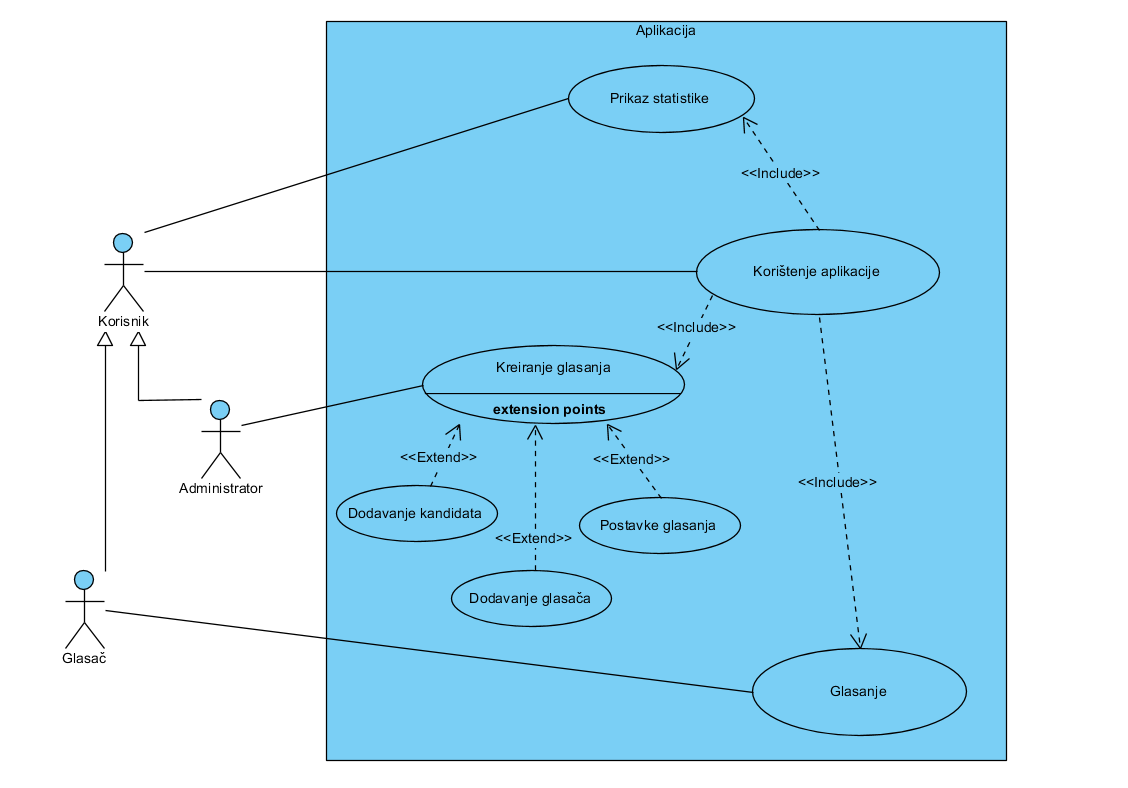 Aplikacija
Prikaz statistike
<<Include>>
Korištenje aplikacije
Korisnik
<<Include>>
Kreiranje glasanja
extension points
Administrator
<<Extend>>
<<Extend>>
<<Include>>
Dodavanje kandidata
Postavke glasanja
<<Extend>>
Dodavanje glasača
Glasač
Glasanje